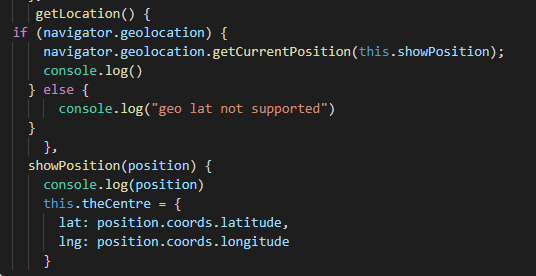 getLocation() {
if (navigator.geolocation) {
navigator.geolocation.getCurrentPosition(this.showPosition);
console.log()
} else {
console.log("geo lat not supported")
}
},
showPosition(position) {
console.log(position)
this.theCentre = {
lat: position.coords.latitude,
lng: position.coords.longitude
}